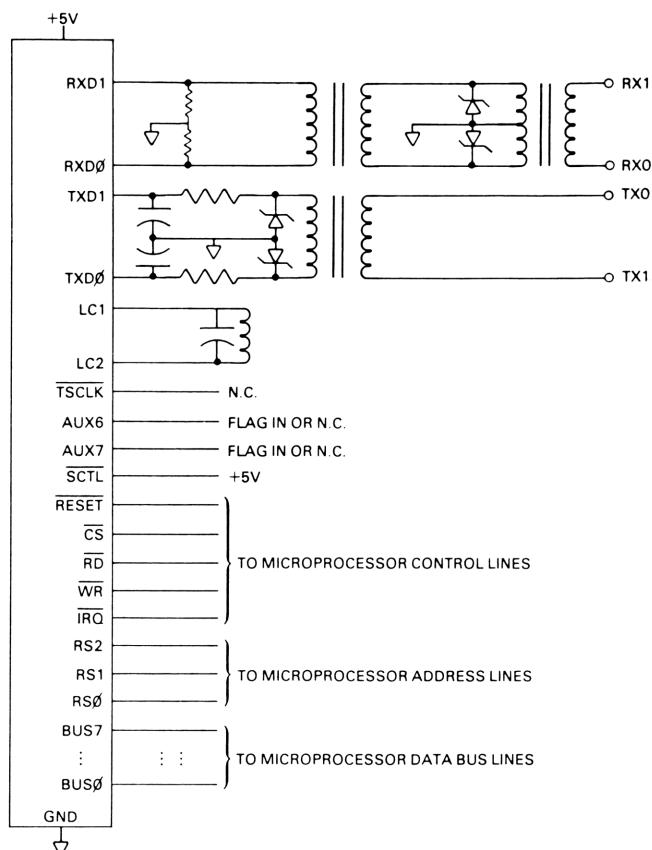 +5V
RXD1
RX1
RXDØ
RX0
TXD1
TX0
TXDØ
TX1
LC1
LC2
TSCLK N.C.
AUX6 FLAG IN OR N.C.
AUX7 FLAG IN OR N.C.
SCTL +5V
RESET
CS
RD TO MICROPROCESSOR CONTROL LINES
WR
IRQ
RS2
RS1 TO MICROPROCESSOR ADDRESS LINES
RSØ
BUS7
⋮ ⋮ ⋮ TO MICROPROCESSOR DATA BUS LINES
BUSØ
GND